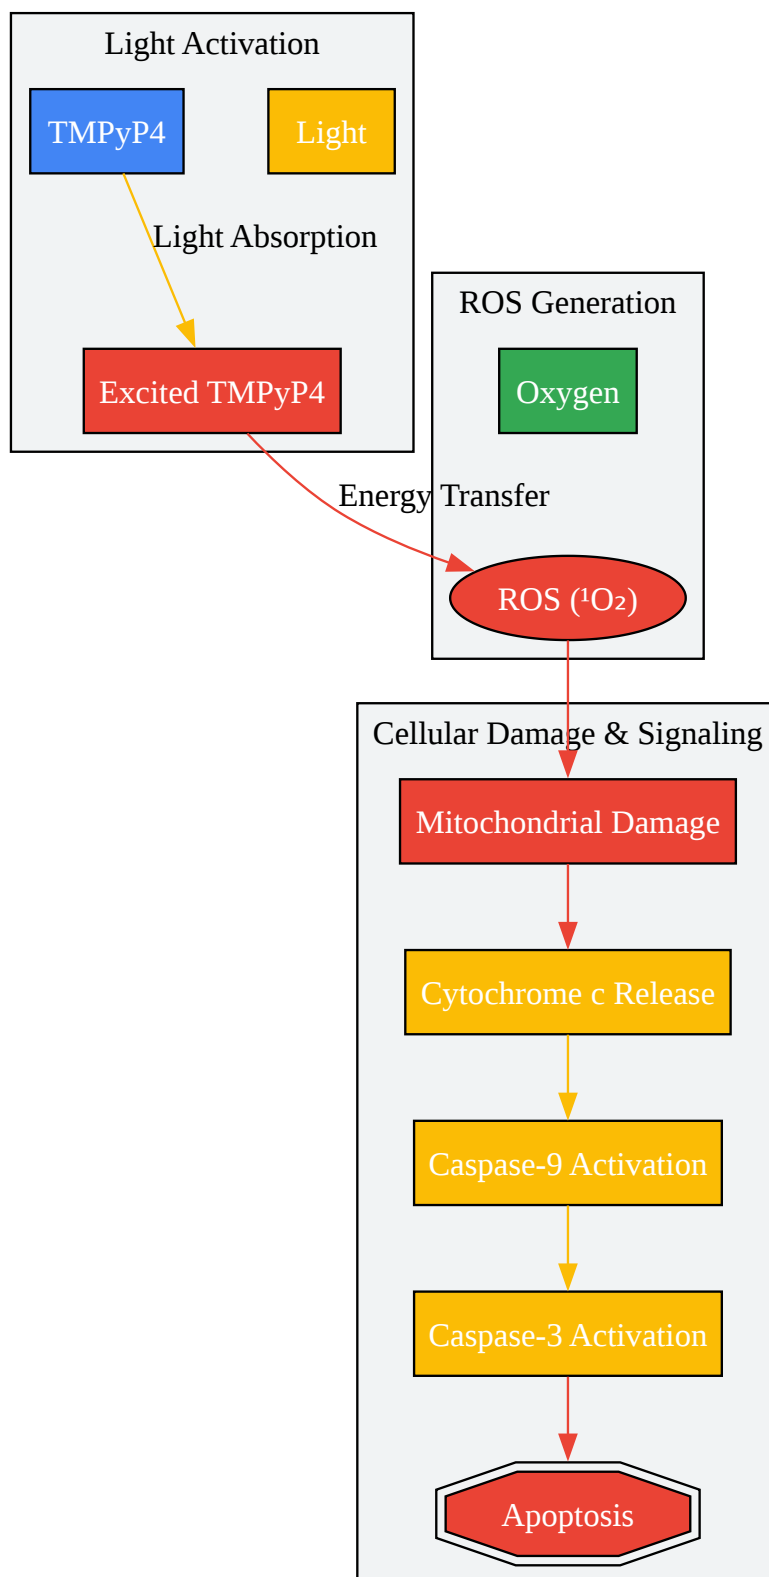 Light Activation
TMPyP4
Light
Light Absorption
Excited TMPyP4
ROS Generation
Oxygen
Energy Transfer
ROS (¹O₂)
Cellular Damage & Signaling
Mitochondrial Damage
Cytochrome c Release
Caspase-9 Activation
Caspase-3 Activation
Apoptosis